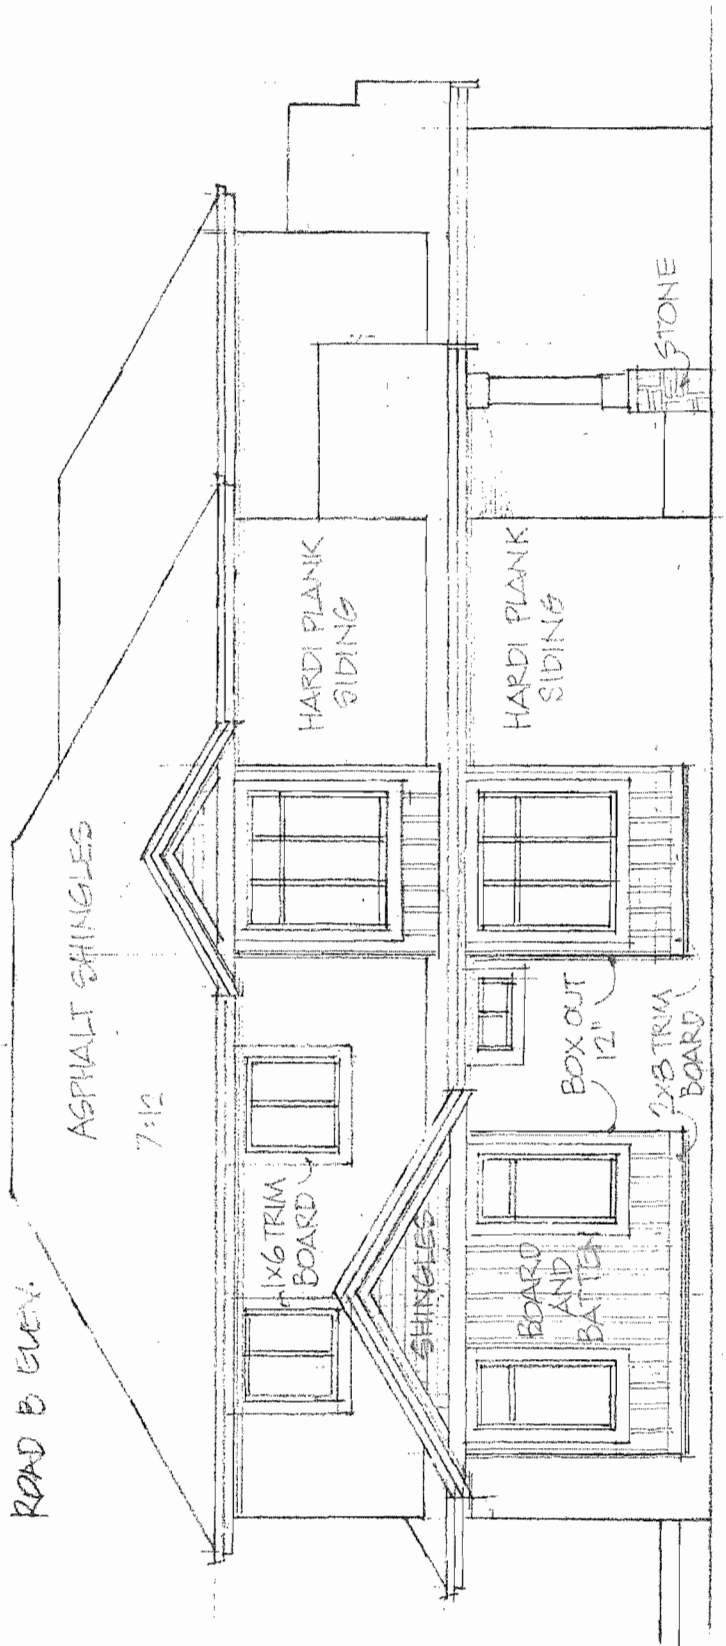 ROAD B ELEV.
ASPHALT SHINGLES
7:12
1x6 TRIM
BOARD
HARDI PLANK
SIDING
SHINGLES
BOARD
AND
BATTEN
BOX OUT
12"
2x8 TRIM
BOARD
HARDI PLANK
SIDING
STONE